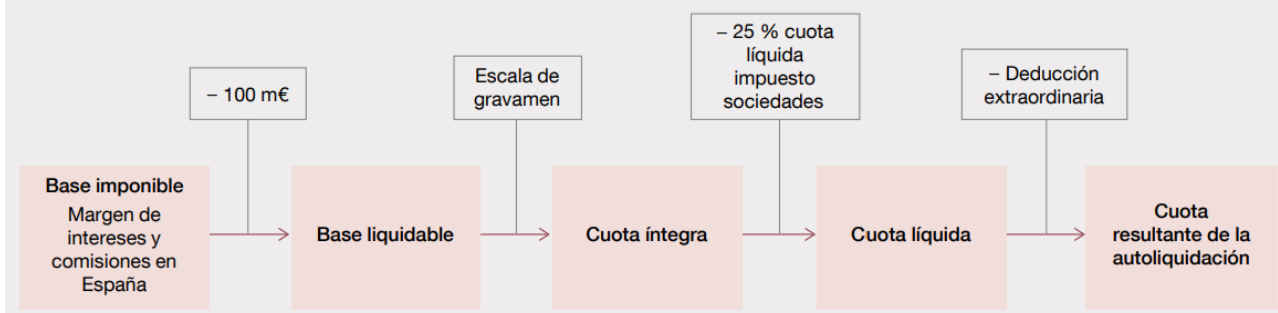 – 100 m€
Escala de
gravamen
– 25 % cuota
líquida
impuesto
sociedades
– Deducción
extraordinaria
Base imponible
Margen de
intereses y
comisiones en
España
Base liquidable
Cuota íntegra
Cuota líquida
Cuota
resultante de la
autoliquidación